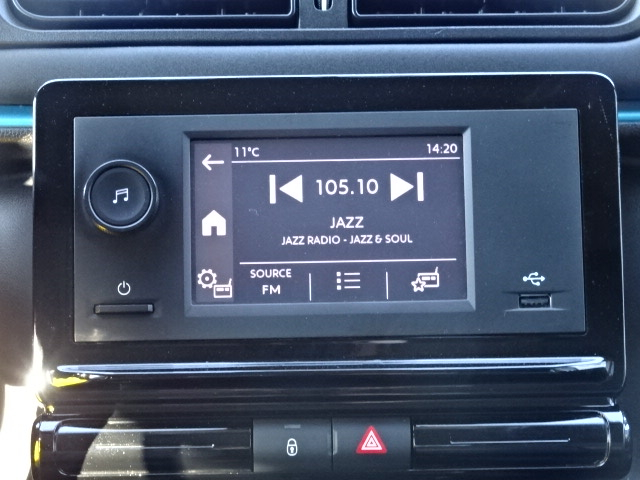 11°C 14:20
105.10
JAZZ
JAZZ RADIO - JAZZ & SOUL
SOURCE
FM